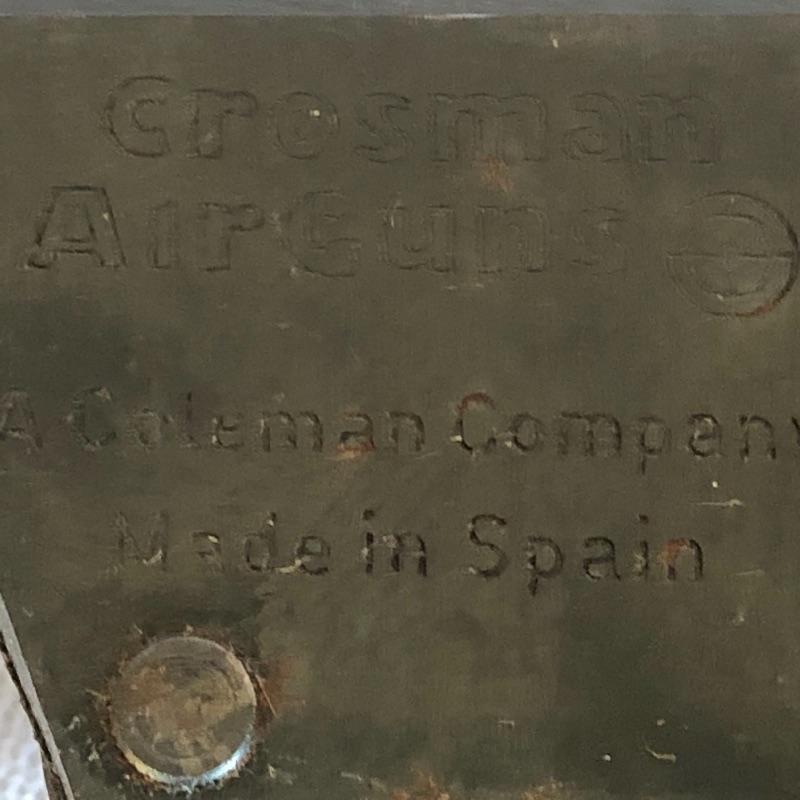 crosman
AirGuns
A Coleman Company
Made in Spain